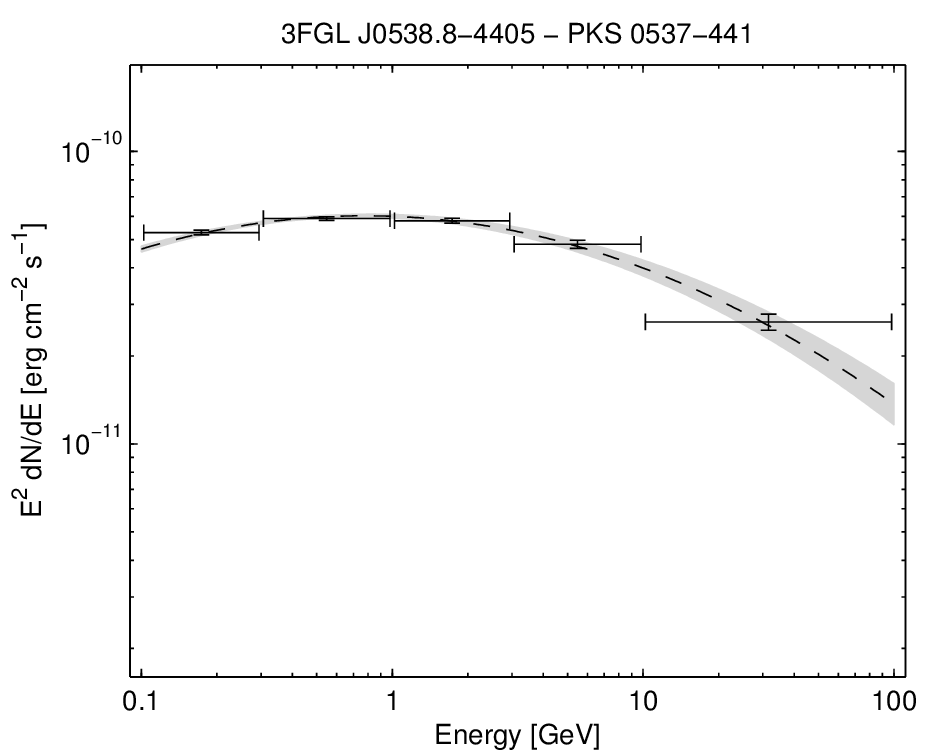 3FGL J0538.8−4405 − PKS 0537−441
10⁻¹⁰
10⁻¹¹
E² dN/dE [erg cm⁻² s⁻¹]
0.1 1 10 100
Energy [GeV]